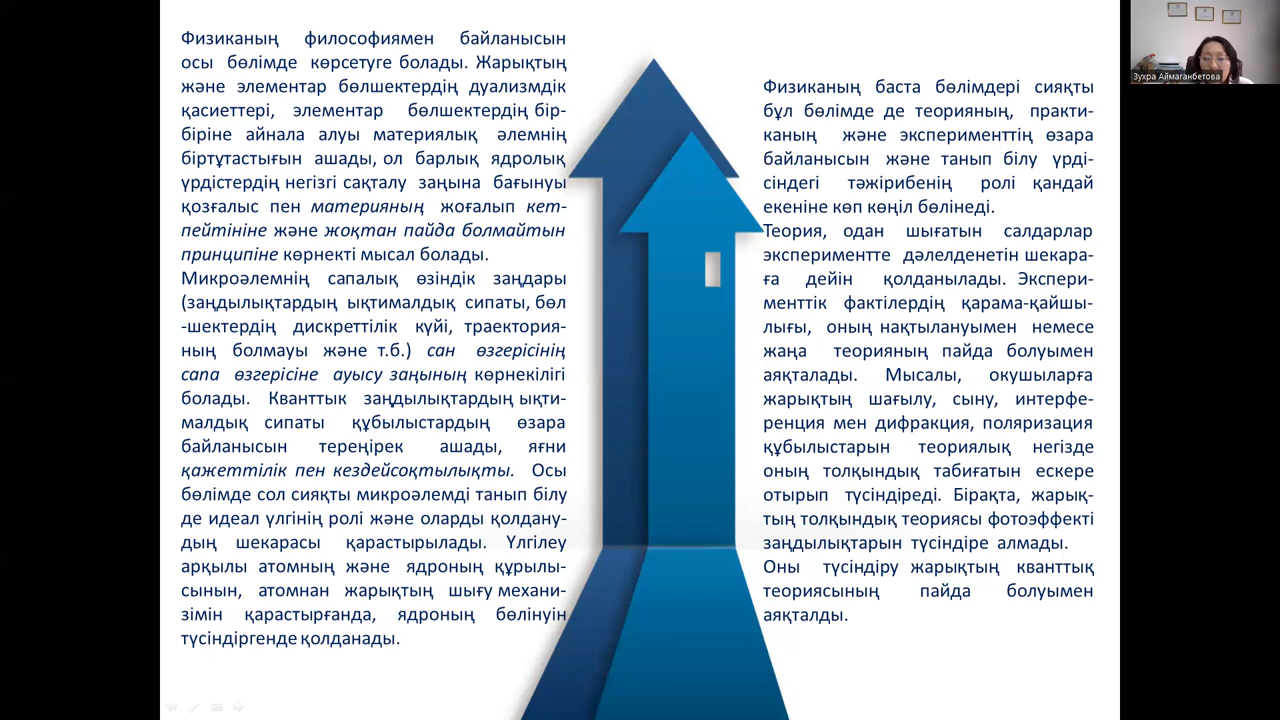 Физиканың философиямен байланысын
осы бөлімде көрсетуге болады. Жарықтың
және элементар бөлшектердің дуализмдік
қасиеттері, элементар бөлшектердің бір-
біріне айнала алуы материялық әлемнің
біртұтастығын ашады, ол барлық ядролық
үрдістердің негізгі сақталу заңына бағынуы
қозғалыс пен материяның жоғалып кет-
пейтініне және жоқтан пайда болмайтын
принципіне көрнекті мысал болады.
Микроәлемнің сапалық өзіндік заңдары
(заңдылықтардың ықтималдық сипаты, бөл
-шектердің дискреттілік күйі, траектория-
ның болмауы және т.б.) сан өзгерісінің
сапа өзгерісіне ауысу заңының көрнекілігі
болады. Кванттык заңдылықтардың ықти-
малдық сипаты құбылыстардың өзара
байланысын тереңірек ашады, яғни
қажеттілік пен кездейсоқтылықты. Осы
бөлімде сол сияқты микроәлемді танып білу
де идеал үлгінің ролі және оларды қолдану-
дың шекарасы қарастырылады. Үлгілеу
арқылы атомның және ядроның құрылы-
сынын, атомнан жарықтың шығу механи-
зімін қарастырғанда, ядроның бөлінуін
түсіндіргенде қолданады.
Физиканың баста бөлімдері сияқты
бұл бөлімде де теорияның, практи-
каның және эксперименттің өзара
байланысын және танып білу үрді-
сіндегі тәжірибенің ролі қандай
екеніне көп көңіл бөлінеді.
Теория, одан шығатын салдарлар
экспериментте дәлелденетін шекара-
ға дейін қолданылады. Экспери-
менттік фактілердің қарама-қайшы-
лығы, оның нақтылануымен немесе
жаңа теорияның пайда болуымен
аяқталады. Мысалы, окушыларға
жарықтың шағылу, сыну, интерфе-
ренция мен дифракция, поляризация
құбылыстарын теориялық негізде
оның толқындық табиғатын ескере
отырып түсіндіреді. Бірақта, жарық-
тың толқындық теориясы фотоэффекті
заңдылықтарын түсіндіре алмады.
Оны түсіндіру жарықтың кванттық
теориясының пайда болуымен
аяқталды.
Зухра Аймаганбетова